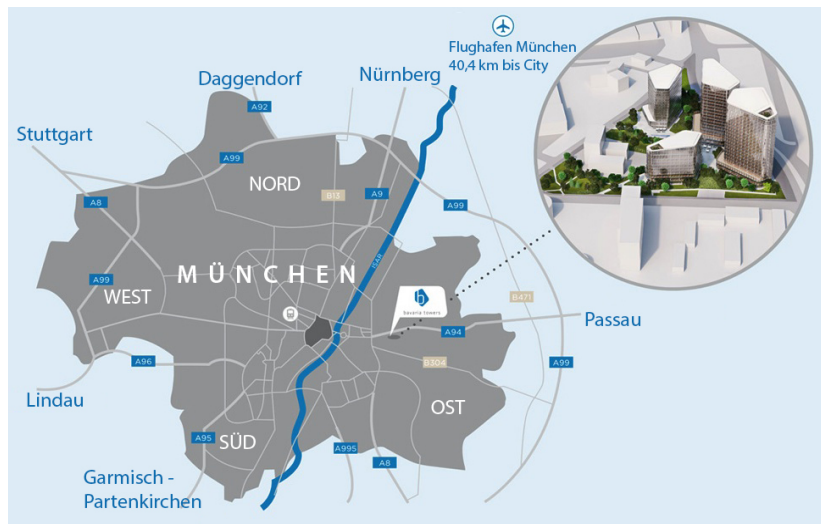 Flughafen München
40,4 km bis City
Daggendorf
Nürnberg
Stuttgart
A92
A99
NORD
B13
A9
A8
A99
MÜNCHEN
ISAR
A99
WEST
b
bavaria towers
B471
Passau
A94
A96
B304
A99
Lindau
OST
A95
SÜD
A995
A8
Garmisch -
Partenkirchen